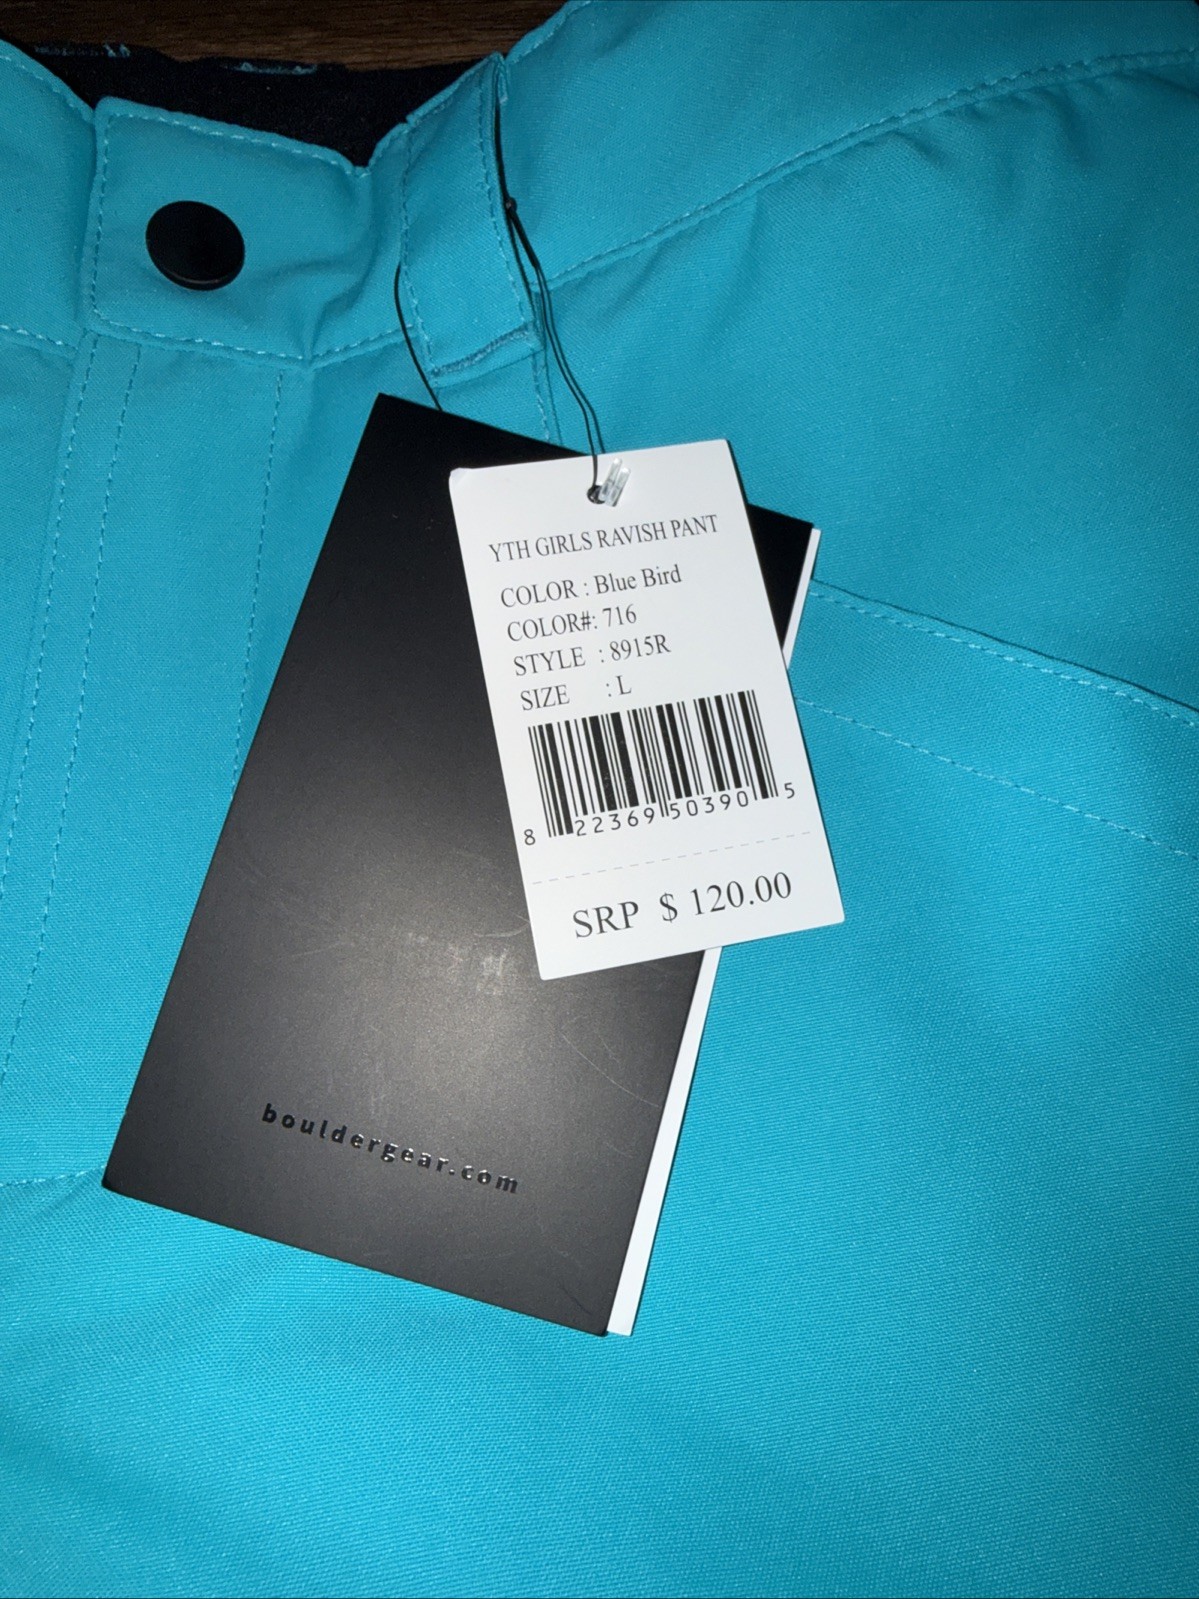 YTH GIRLS RAVISH PANT
COLOR : Blue Bird
COLOR#: 716
STYLE : 8915R
SIZE : L
8 22369 50390 5
SRP $ 120.00
bouldergear.com